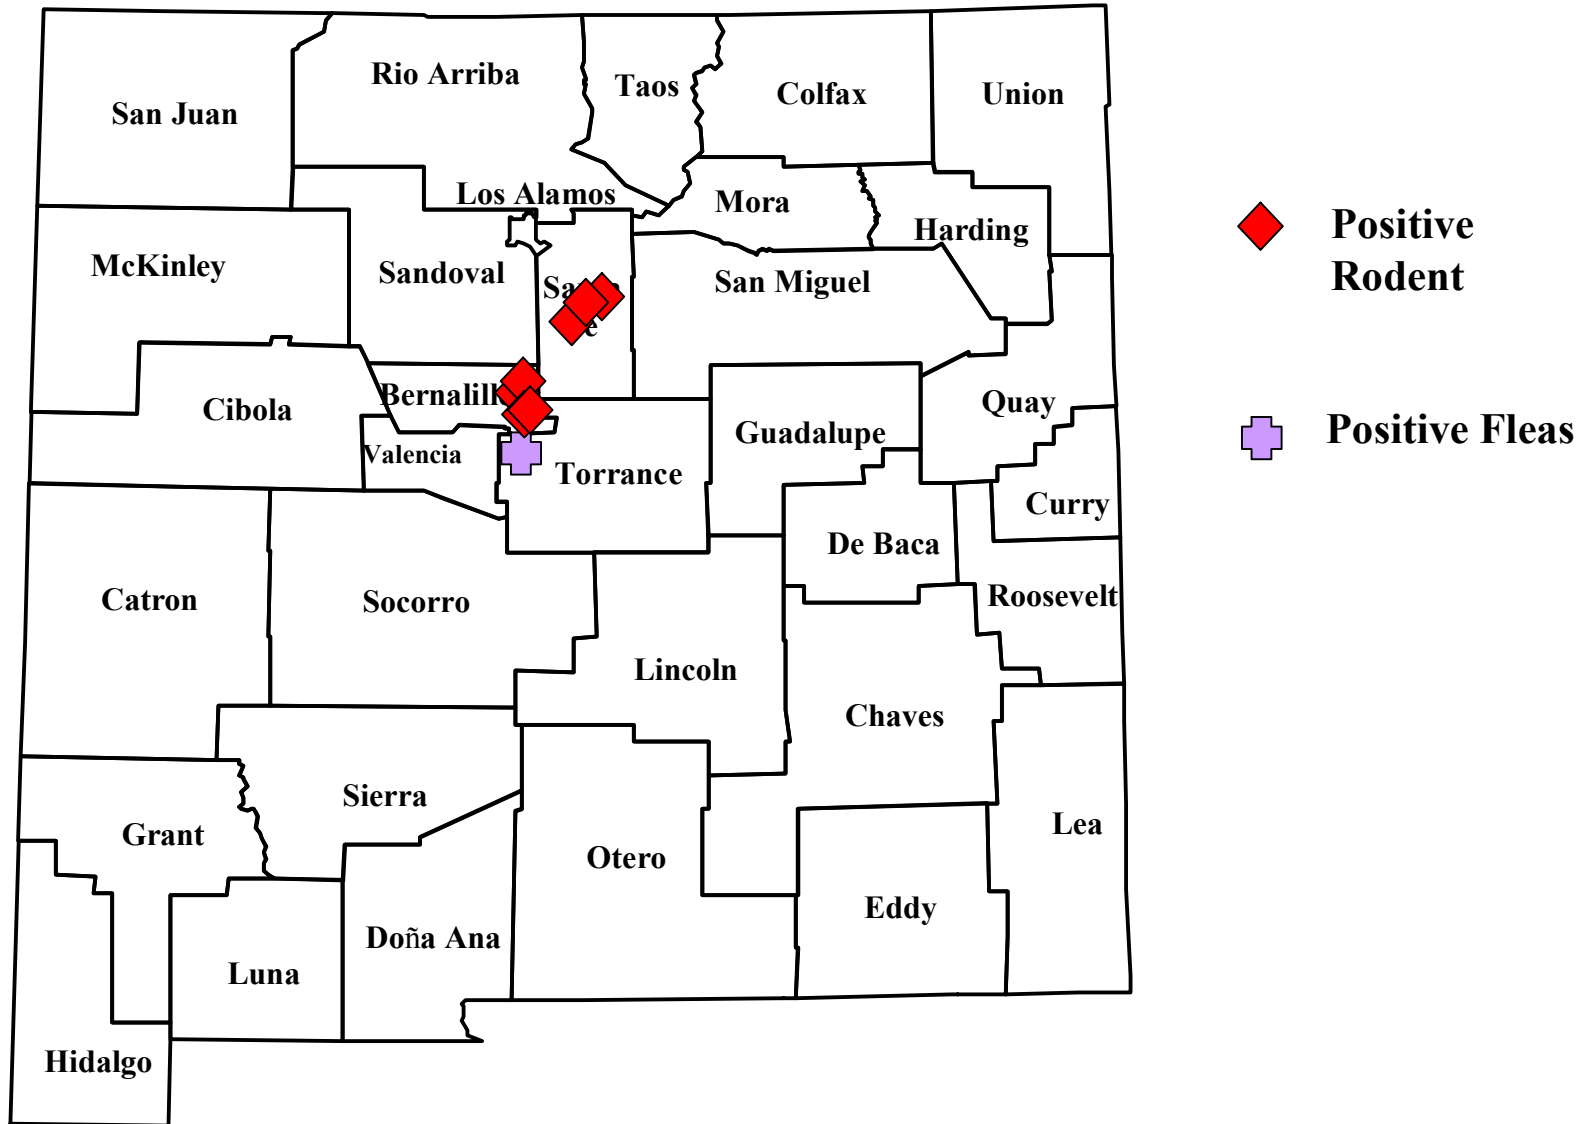 Rio Arriba
Taos
Colfax
Union
San Juan
Los Alamos
Mora
Harding
Positive
Rodent
McKinley
Sandoval
San Miguel
Cibola
Quay
Guadalupe
Positive Fleas
Valencia
Torrance
Curry
De Baca
Catron
Socorro
Roosevelt
Lincoln
Chaves
Sierra
Grant
Lea
Otero
Eddy
Doña Ana
Luna
Hidalgo